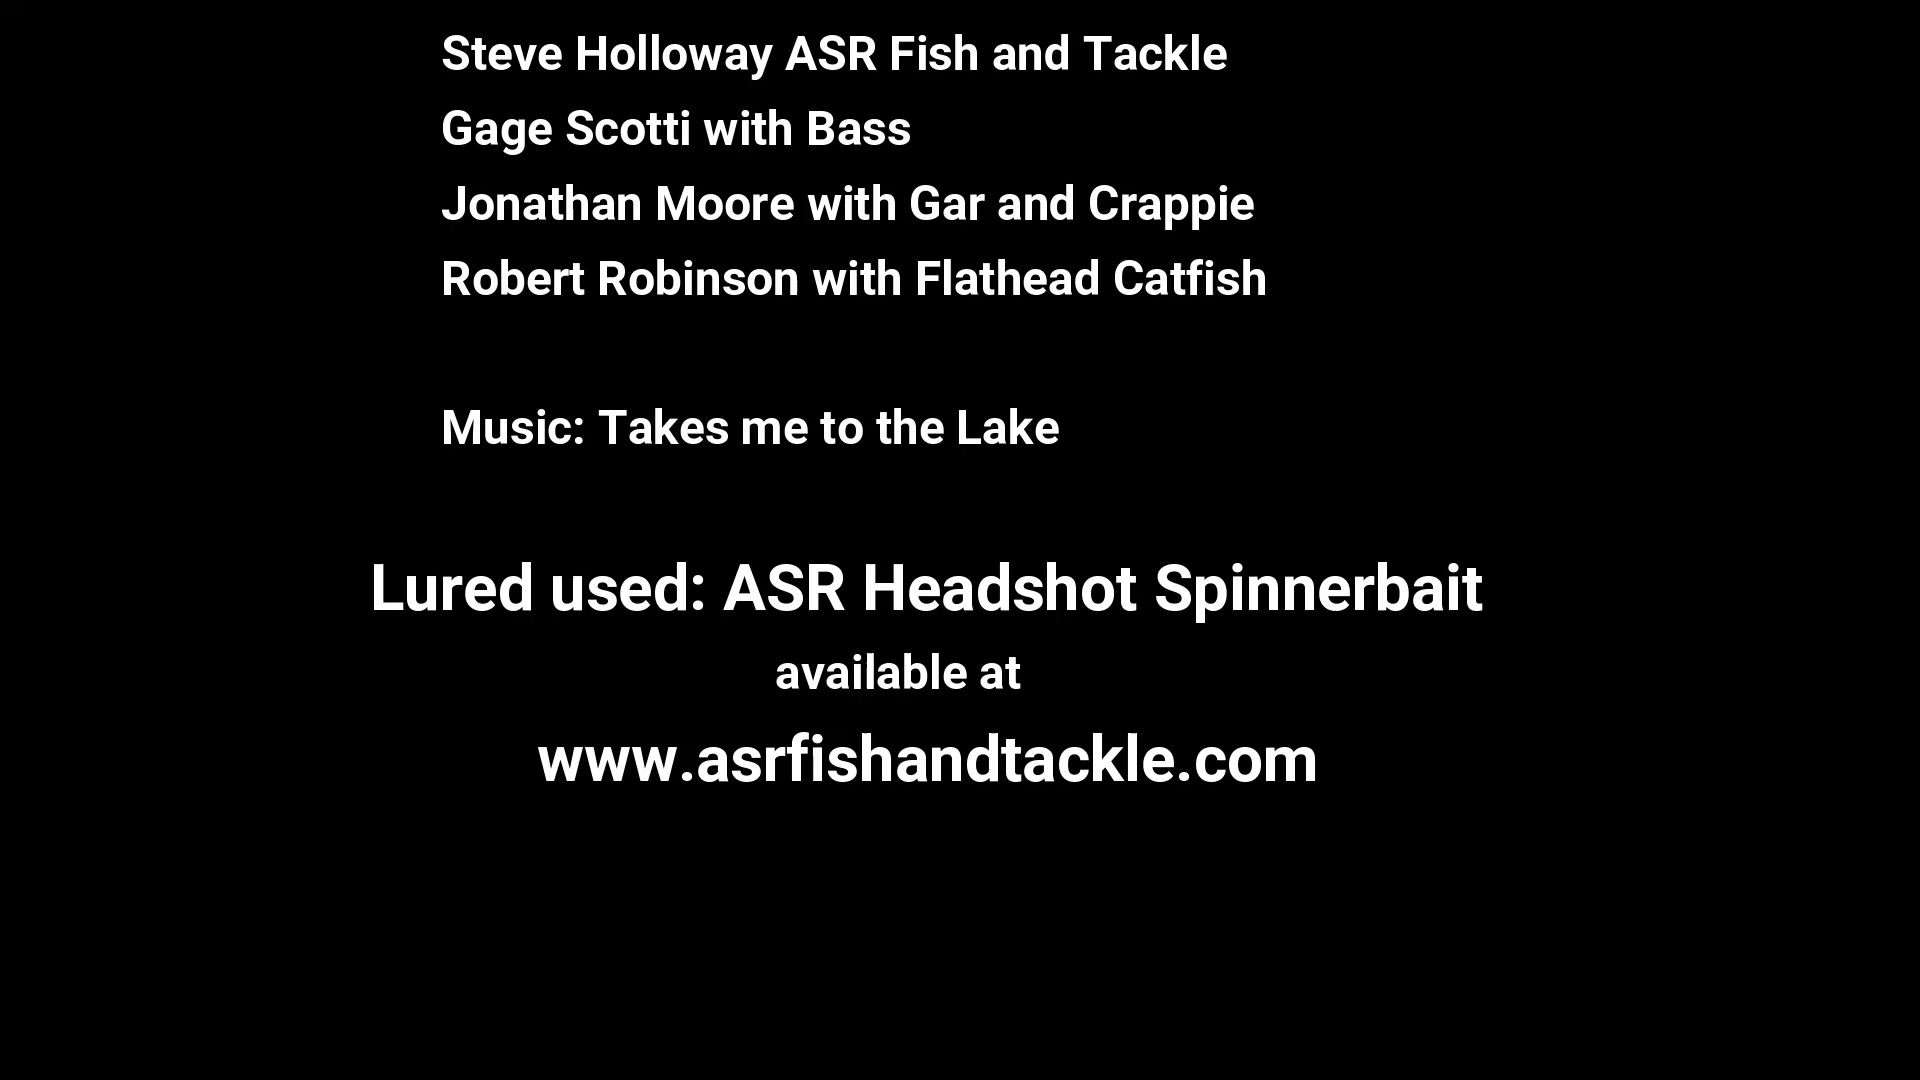 Steve Holloway ASR Fish and Tackle
Gage Scotti with Bass
Jonathan Moore with Gar and Crappie
Robert Robinson with Flathead Catfish
Music: Takes me to the Lake
Lured used: ASR Headshot Spinnerbait
available at
www.asrfishandtackle.com